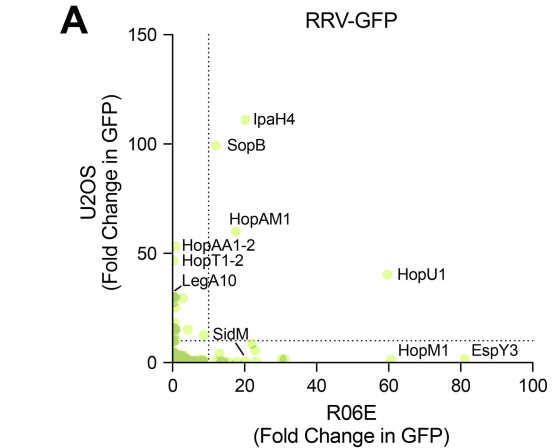 A
RRV-GFP
150
100
50
0
U2OS
(Fold Change in GFP)
IpaH4
SopB
HopAM1
HopAA1-2
HopT1-2
LegA10
HopU1
SidM
HopM1
EspY3
0
20
40
60
80
100
R06E
(Fold Change in GFP)